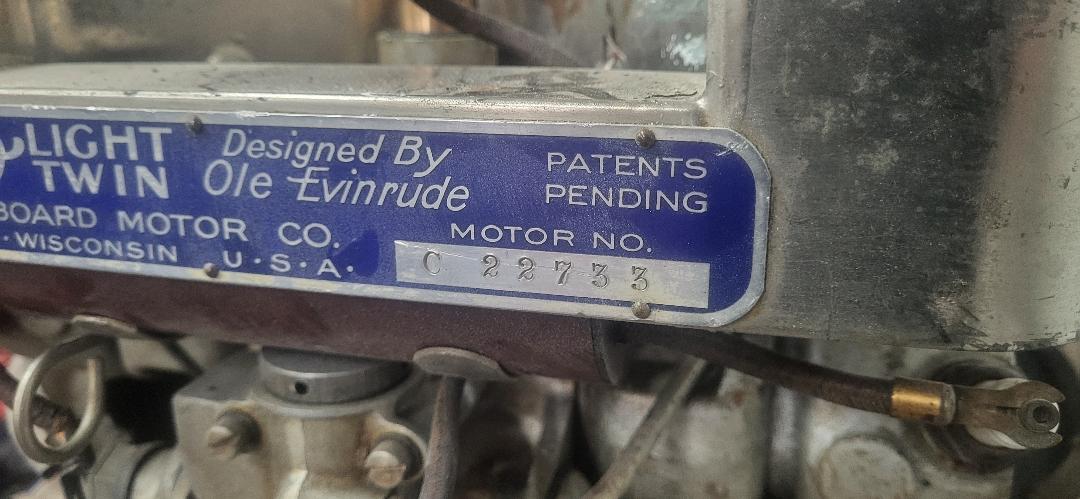 LIGHT
TWIN
Designed By
Ole Evinrude
PATENTS
PENDING
BOARD MOTOR CO.
WISCONSIN U·S·A·
MOTOR NO.
C 22733